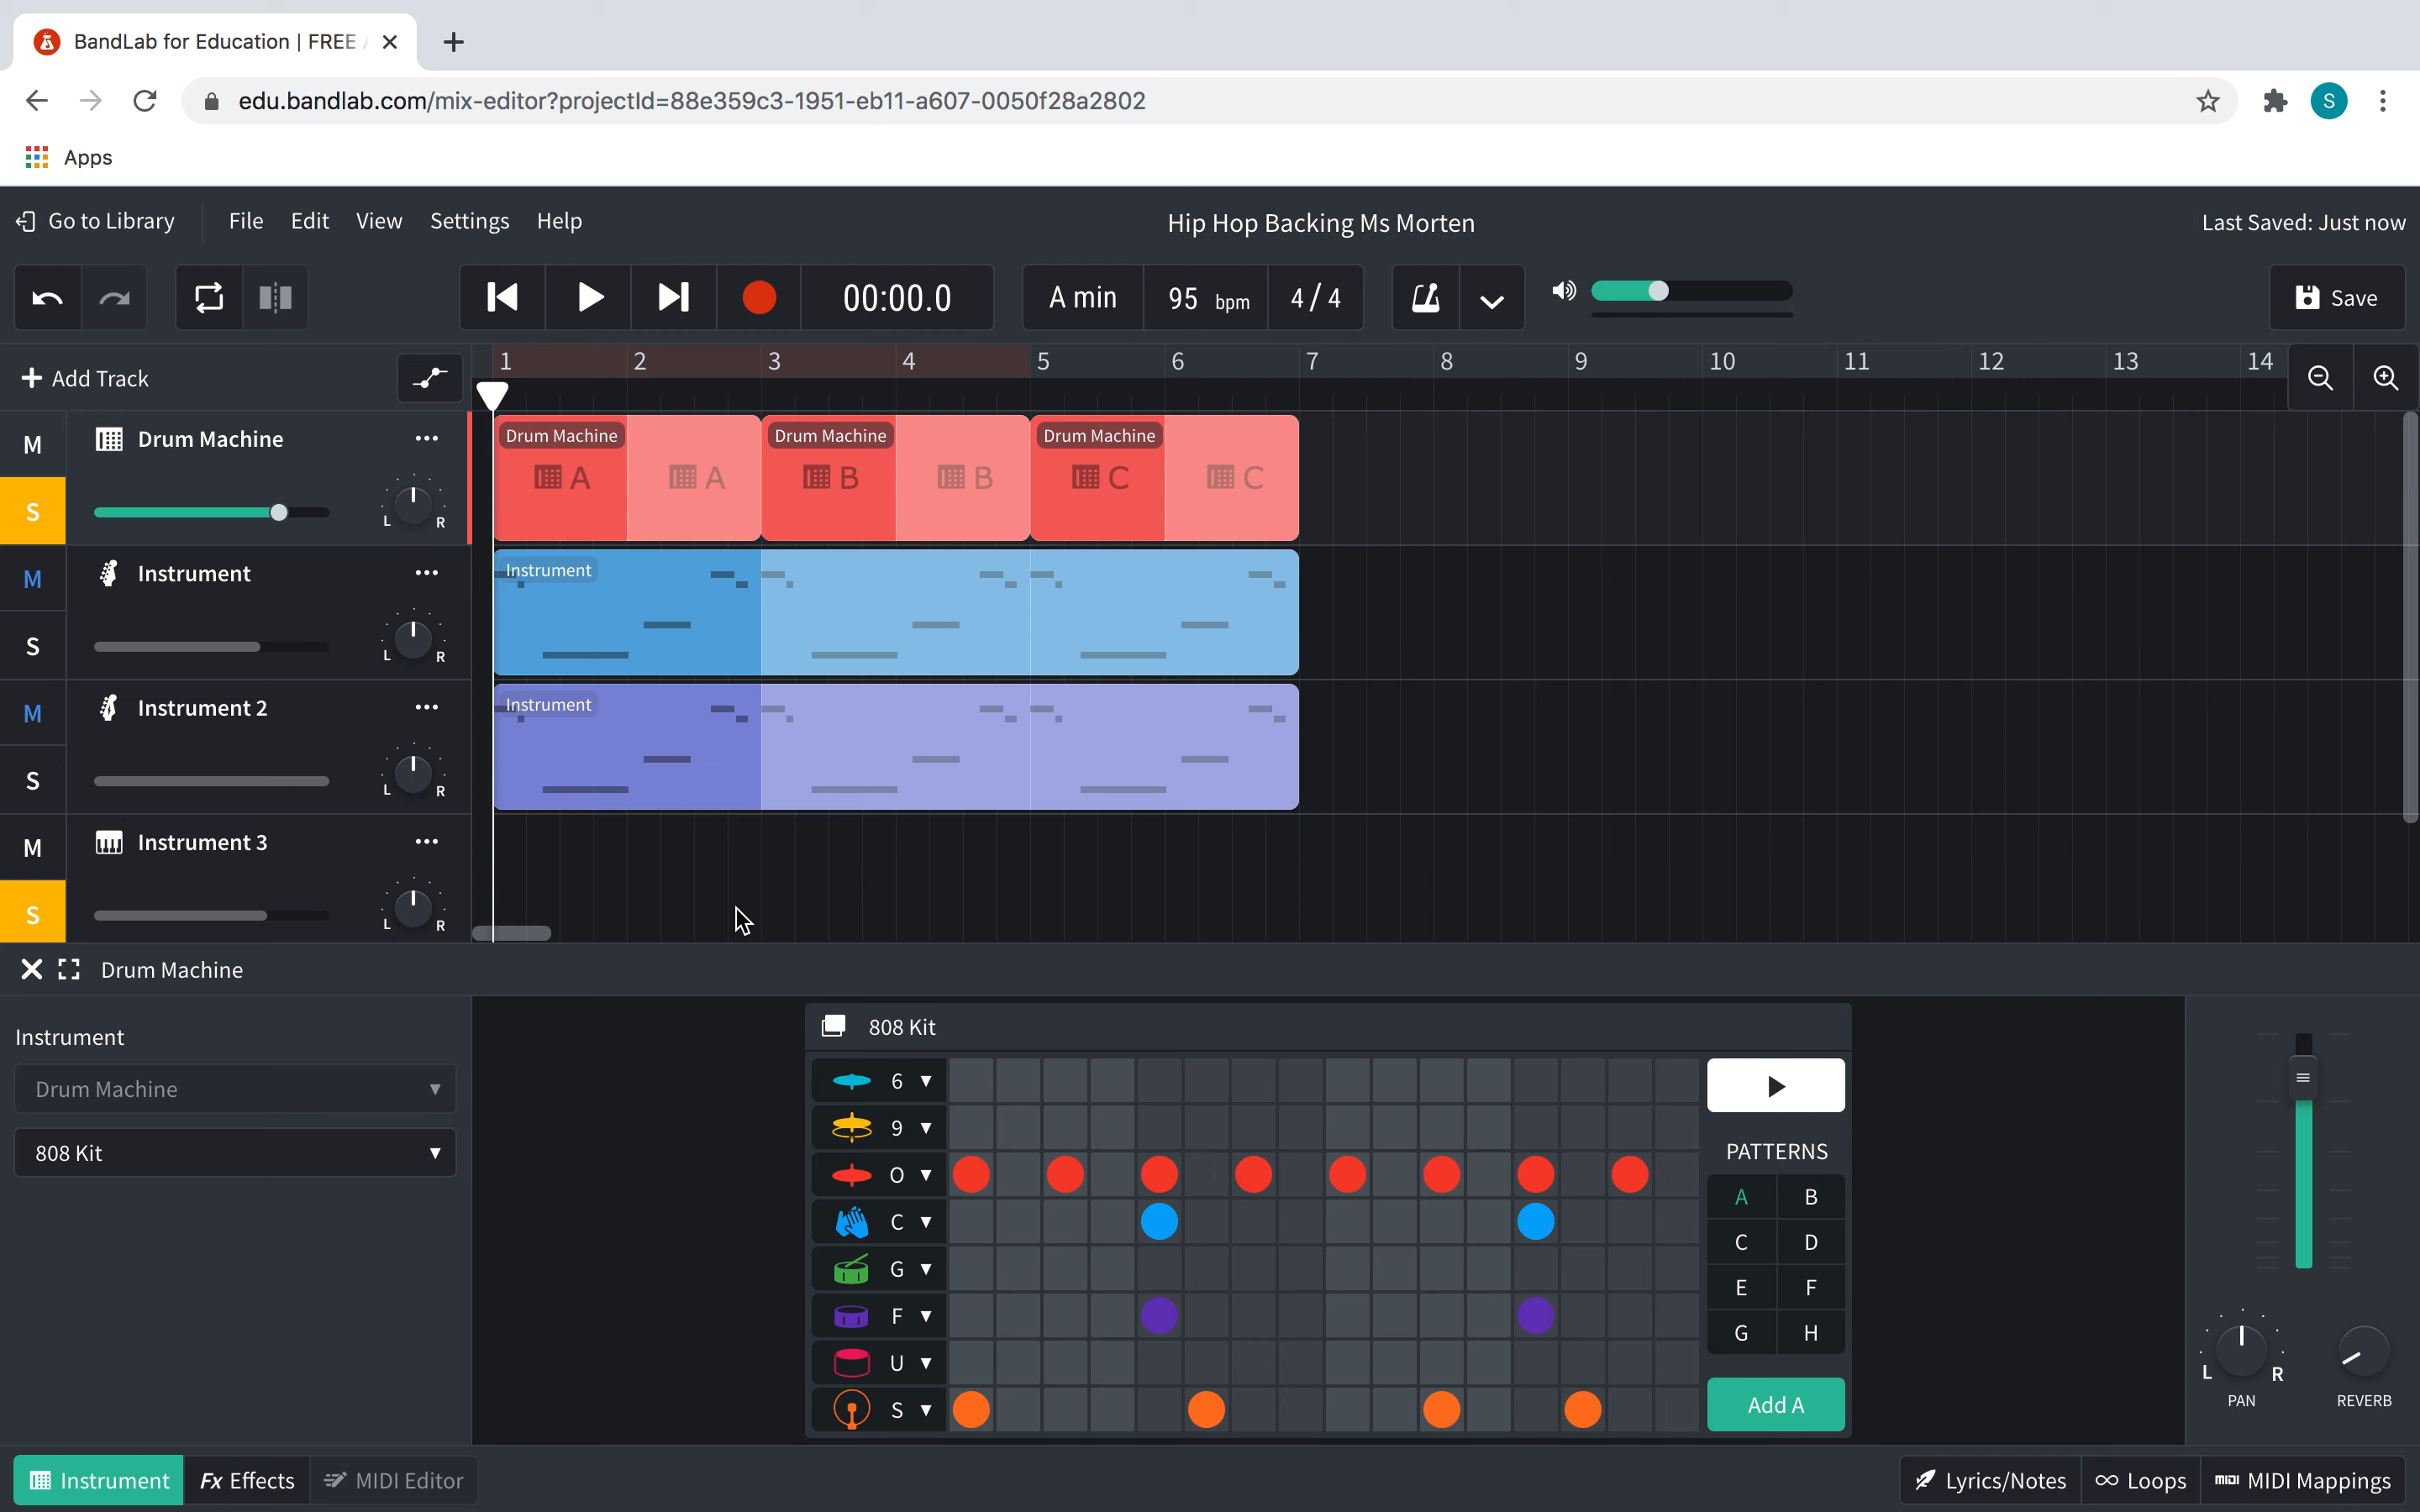 BandLab for Education | FREE
edu.bandlab.com/mix-editor?projectId=88e359c3-1951-eb11-a607-0050f28a2802
S
Apps
Go to Library File Edit View Settings Help
Hip Hop Backing Ms Morten
Last Saved: Just now
00:00.0
A min 95 bpm 4/4
Save
Add Track
1 2 3 4 5 6 7 8 9 10 11 12 13 14
M Drum Machine
S L R
Drum Machine Drum Machine Drum Machine
A A B B C C
M Instrument
S L R
Instrument
M Instrument 2
S L R
Instrument
M Instrument 3
S L R
Drum Machine
Instrument
Drum Machine
808 Kit
808 Kit
6
9
O
C
G
F
U
S
PATTERNS
A B
C D
E F
G H
Add A
L R
PAN REVERB
Instrument Fx Effects MIDI Editor
Lyrics/Notes Loops MIDI MIDI Mappings